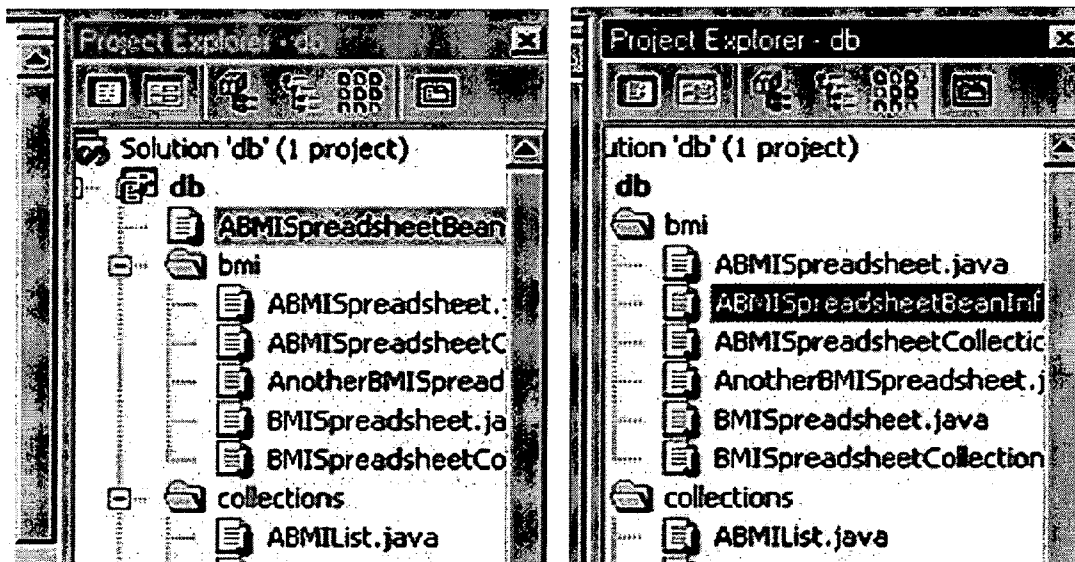 Project Explorer - db
Solution 'db' (1 project)
db
ABMISpreadsheetBean
bmi
ABMISpreadsheet.
ABMISpreadsheetC
AnotherBMISpread
BMISpreadsheet.ja
BMISpreadsheetCo
collections
ABMIList.java
Project Explorer - db
ution 'db' (1 project)
db
bmi
ABMISpreadsheet.java
ABMISpreadsheetBeanInf
ABMISpreadsheetCollectic
AnotherBMISpreadsheet.j
BMISpreadsheet.java
BMISpreadsheetCollection
collections
ABMIList.java